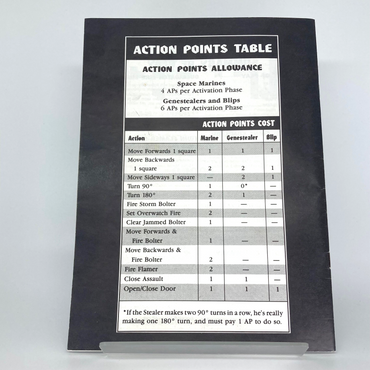 ACTION POINTS TABLE
ACTION POINTS ALLOWANCE
Space Marines
4 APs per Activation Phase
Genestealers and Blips
6 APs per Activation Phase
ACTION POINTS COST
Action Marine Genestealer Blip
Move Forwards 1 square 1 1 1
Move Backwards
1 square 2 2 1
Move Sideways 1 square — 2 1
Turn 90° 1 0* —
Turn 180° 2 1 —
Fire Storm Bolter 1 — —
Set Overwatch Fire 2 — —
Clear Jammed Bolter 1 — —
Move Forwards &
Fire Bolter 1 — —
Move Backwards &
Fire Bolter 2 — —
Fire Flamer 2 — —
Close Assault 1 1 —
Open/Close Door 1 1 1
*If the Stealer makes two 90° turns in a row, he's really
making one 180° turn, and must pay 1 AP to do so.